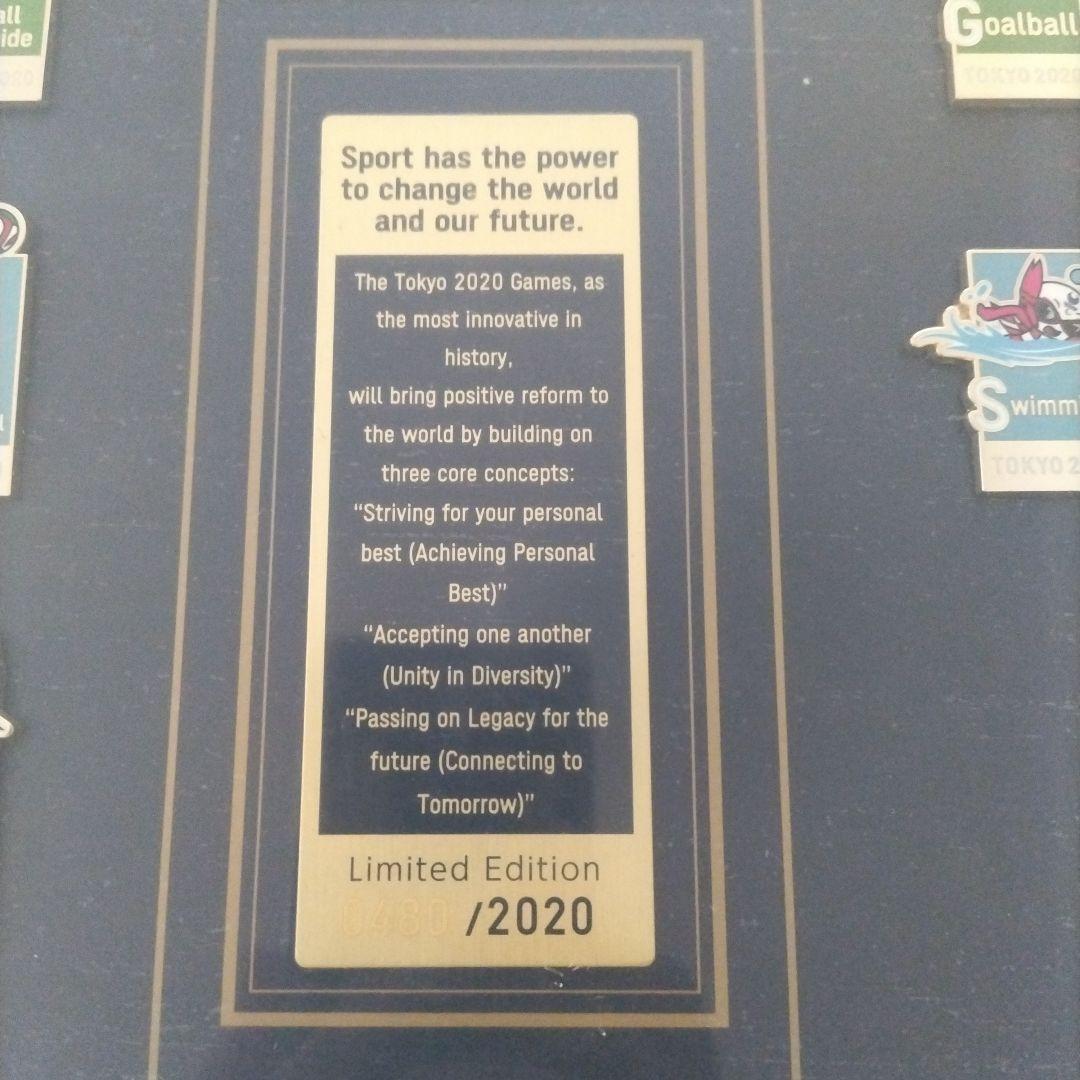 all
ide
Goalball
TOKYO 2020
Sport has the power
to change the world
and our future.
The Tokyo 2020 Games, as
the most innovative in
history,
will bring positive reform to
the world by building on
three core concepts:
“Striving for your personal
best (Achieving Personal
Best)”
“Accepting one another
(Unity in Diversity)”
“Passing on Legacy for the
future (Connecting to
Tomorrow)”
Limited Edition
0480 /2020
Swimm
TOKYO 2